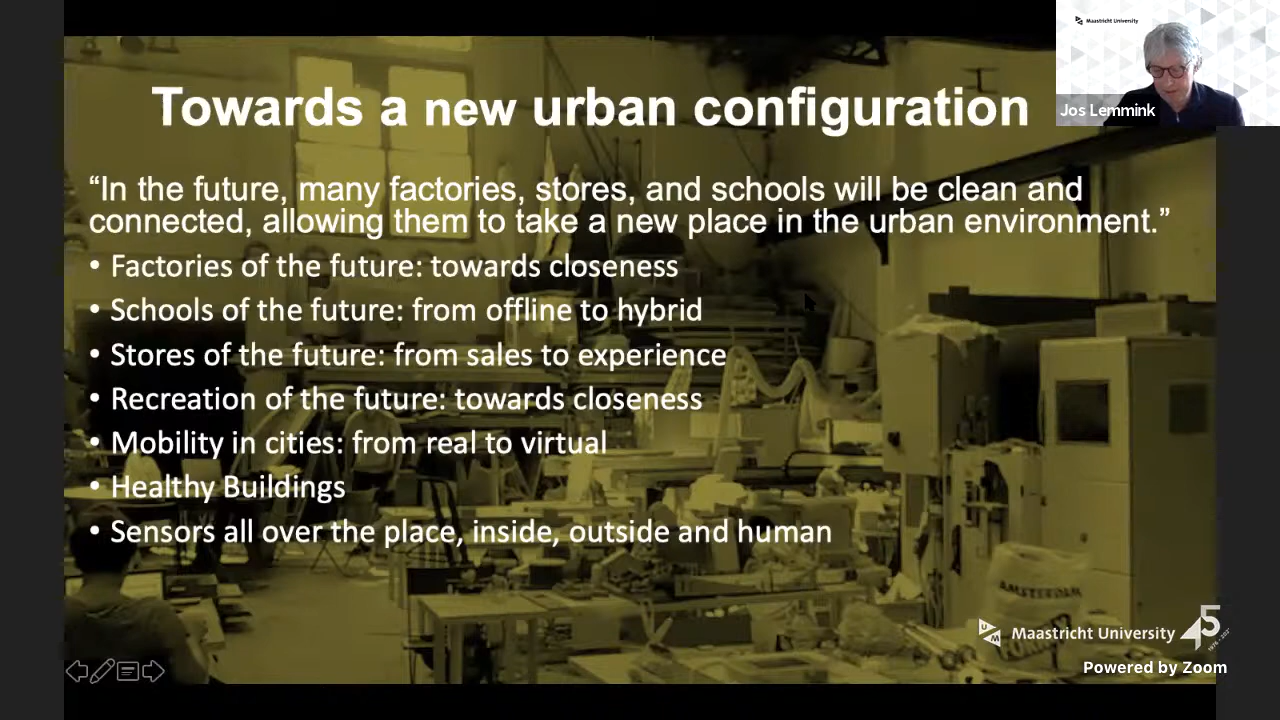 Maastricht University
Jos Lemmink
Towards a new urban configuration
“In the future, many factories, stores, and schools will be clean and
connected, allowing them to take a new place in the urban environment.”
• Factories of the future: towards closeness
• Schools of the future: from offline to hybrid
• Stores of the future: from sales to experience
• Recreation of the future: towards closeness
• Mobility in cities: from real to virtual
• Healthy Buildings
• Sensors all over the place, inside, outside and human
AMSTERDAM
Maastricht University 45
Powered by Zoom